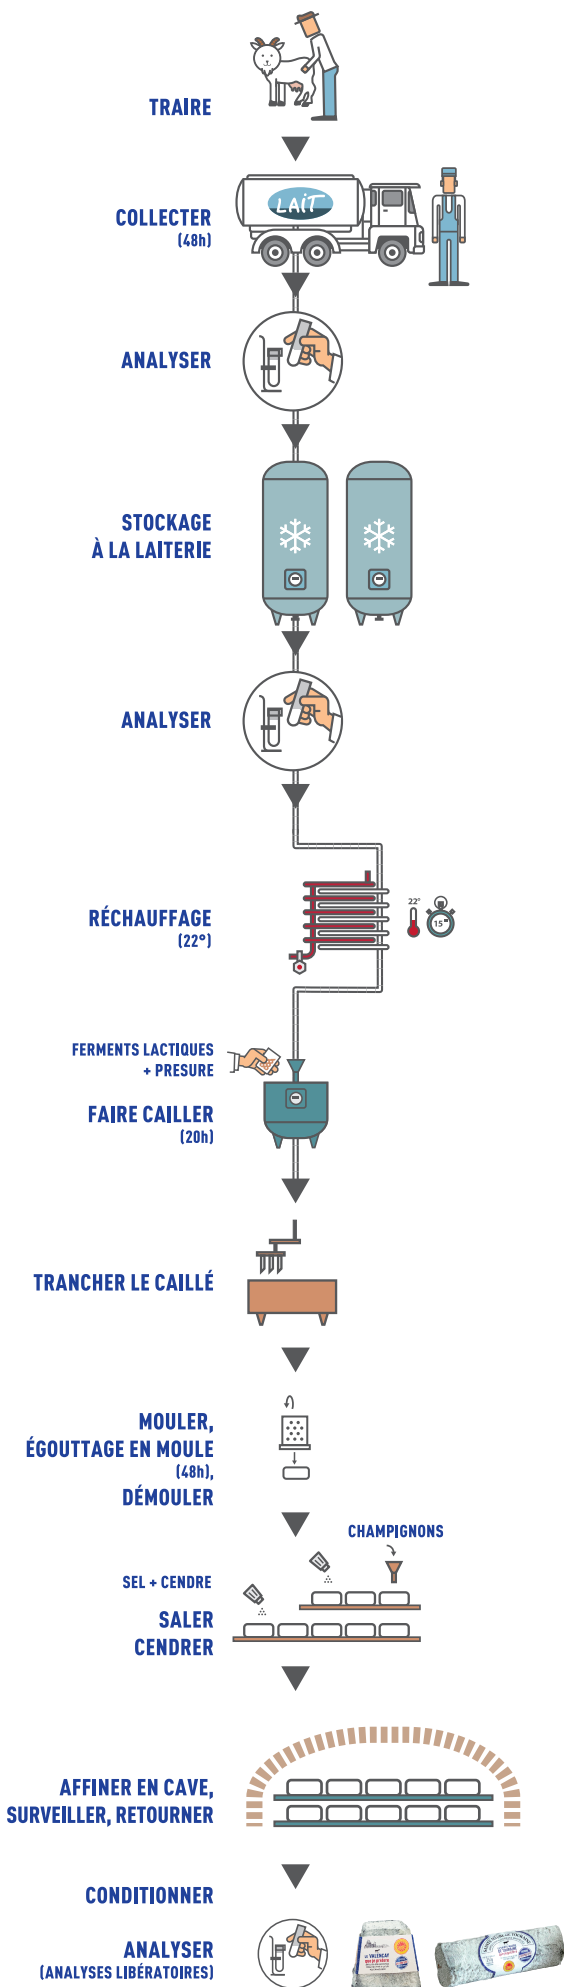 TRAIRE
LAIT
COLLECTER
(48h)
ANALYSER
STOCKAGE
À LA LAITERIE
ANALYSER
RÉCHAUFFAGE
(22°)
22°
15"
FERMENTS LACTIQUES
+ PRESURE
FAIRE CAILLER
(20h)
TRANCHER LE CAILLÉ
MOULER,
ÉGOUTTAGE EN MOULE
(48h),
DÉMOULER
CHAMPIGNONS
SEL + CENDRE
SALER
CENDRER
AFFINER EN CAVE,
SURVEILLER, RETOURNER
CONDITIONNER
ANALYSER
(ANALYSES LIBÉRATOIRES)
VALENÇAY